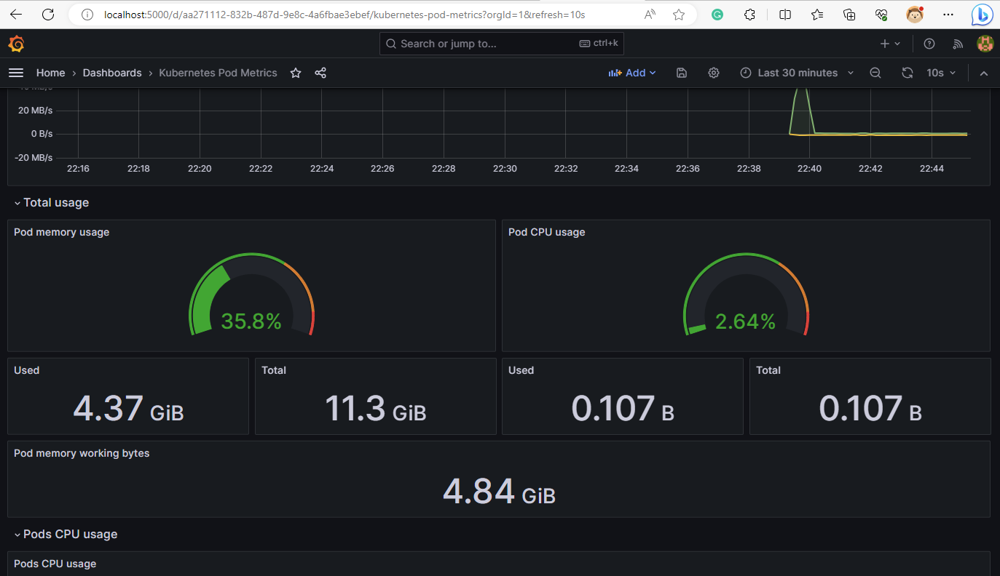 localhost:5000/d/aa271112-832b-487d-9e8c-4a6fbae3ebef/kubernetes-pod-metrics?orgId=1&refresh=10s
Search or jump to... ctrl+k
Home › Dashboards › Kubernetes Pod Metrics Add Last 30 minutes 10s
20 MB/s
0 B/s
-20 MB/s
22:16 22:18 22:20 22:22 22:24 22:26 22:28 22:30 22:32 22:34 22:36 22:38 22:40 22:42 22:44
Total usage
Pod memory usage
35.8%
Pod CPU usage
2.64%
Used
4.37 GiB
Total
11.3 GiB
Used
0.107 B
Total
0.107 B
Pod memory working bytes
4.84 GiB
Pods CPU usage
Pods CPU usage